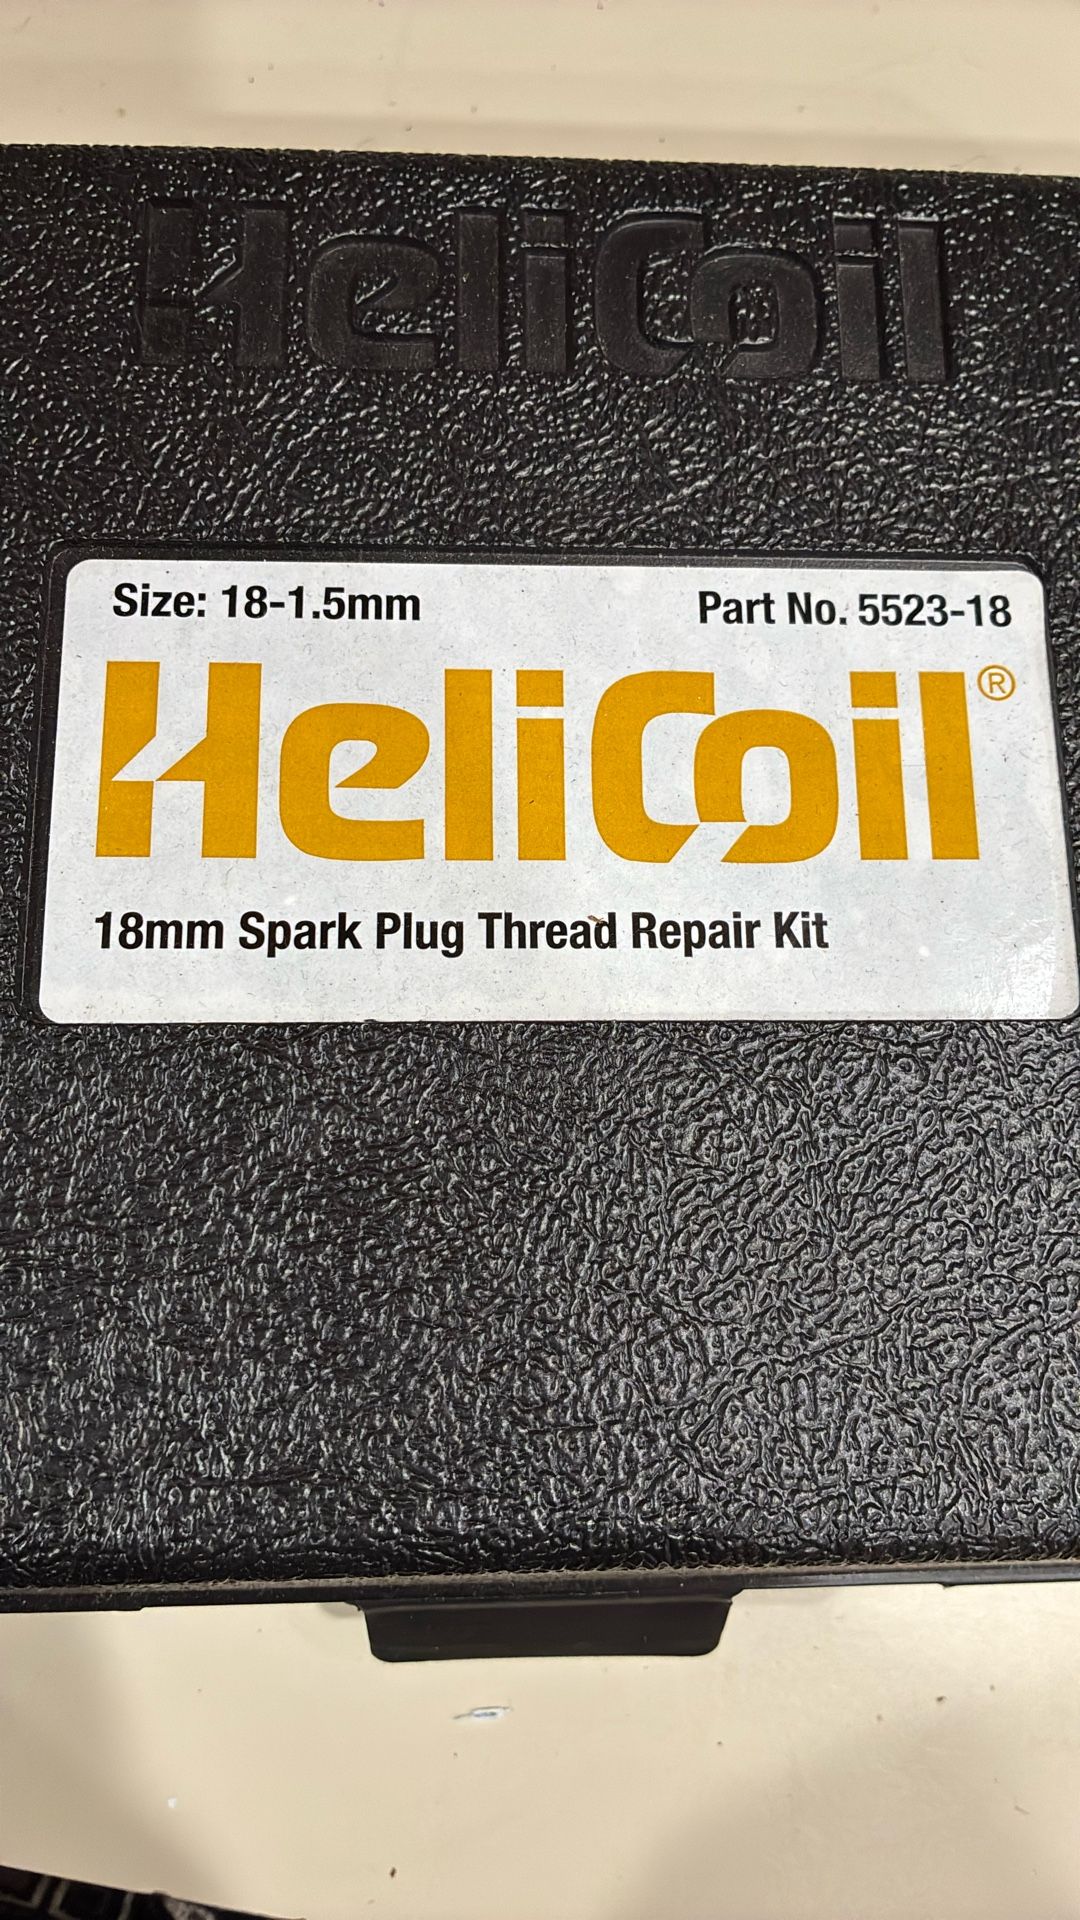 HeliCoil
Size: 18-1.5mm
Part No. 5523-18
HeliCoil®
18mm Spark Plug Thread Repair Kit